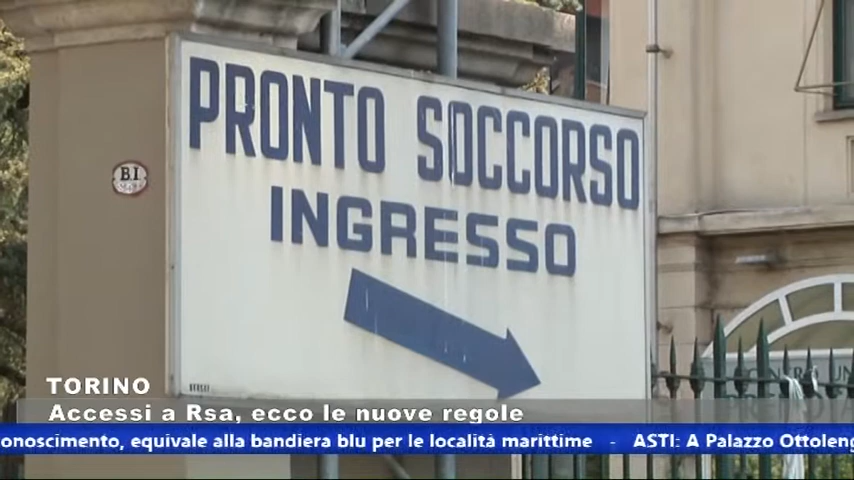 PRONTO SOCCORSO
INGRESSO
B.I.
TORINO
Accessi a Rsa, ecco le nuove regole
onoscimento, equivale alla bandiera blu per le località marittime - ASTI: A Palazzo Ottoleng